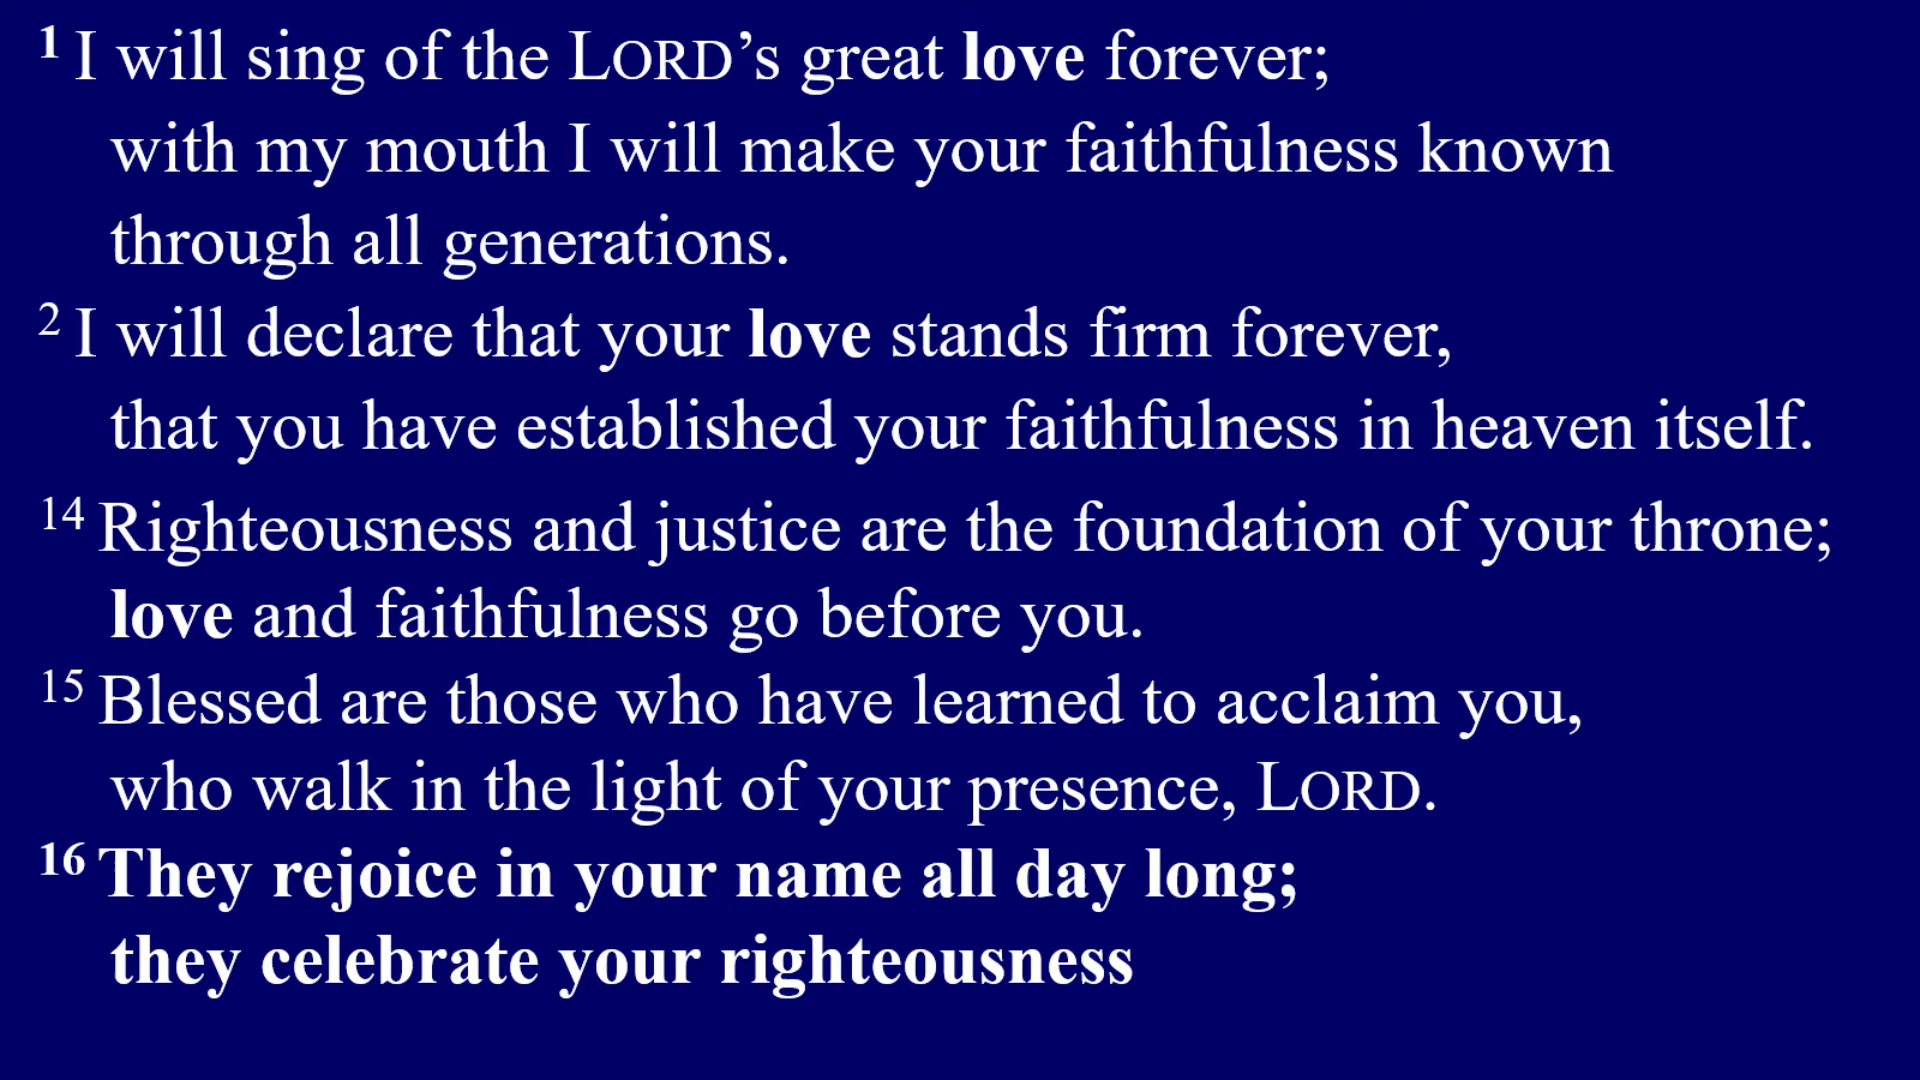 1 I will sing of the LORD’s great love forever;
with my mouth I will make your faithfulness known
through all generations.
2 I will declare that your love stands firm forever,
that you have established your faithfulness in heaven itself.
14 Righteousness and justice are the foundation of your throne;
love and faithfulness go before you.
15 Blessed are those who have learned to acclaim you,
who walk in the light of your presence, LORD.
16 They rejoice in your name all day long;
they celebrate your righteousness